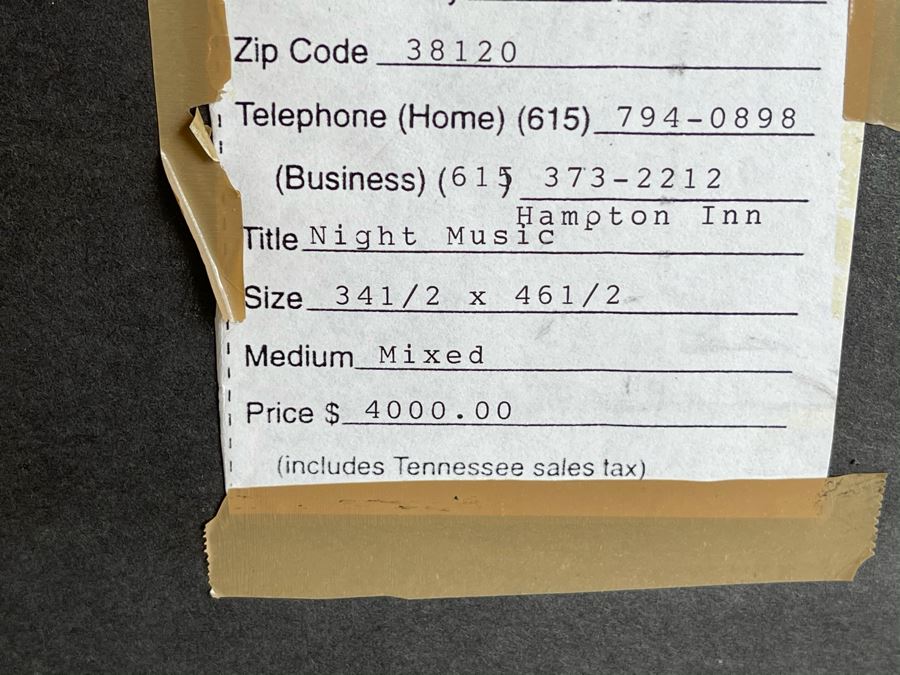 Zip Code 38120
Telephone (Home) (615) 794-0898
(Business) (615) 373-2212
Hampton Inn
Title Night Music
Size 341/2 x 461/2
Medium Mixed
Price $ 4000.00
(includes Tennessee sales tax)